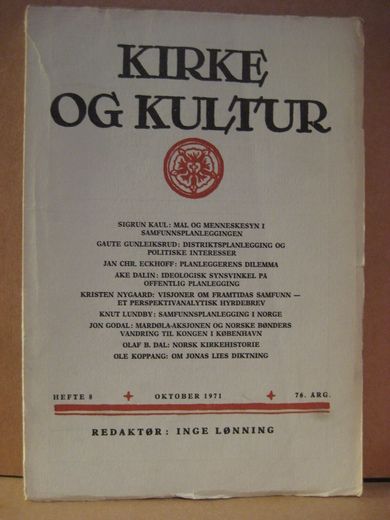 KIRKE
OG KULTUR
SIGRUN KAUL: MAL OG MENNESKESYN I
SAMFUNNSPLANLEGGINGEN
GAUTE GUNLEIKSRUD: DISTRIKTSPLANLEGGING OG
POLITISKE INTERESSER
JAN CHR. ECKHOFF: PLANLEGGERENS DILEMMA
AKE DALIN: IDEOLOGISK SYNSVINKEL PÅ
OFFENTLIG PLANLEGGING
KRISTEN NYGAARD: VISJONER OM FRAMTIDAS SAMFUNN —
ET PERSPEKTIVANALYTISK HYRDEBREV
KNUT LUNDBY: SAMFUNNSPLANLEGGING I NORGE
JON GODAL: MARDØLA-AKSJONEN OG NORSKE BØNDERS
VANDRING TIL KONGEN I KØBENHAVN
OLAF B. DAL: NORSK KIRKEHISTORIE
OLE KOPPANG: OM JONAS LIES DIKTNING
HEFTE 8 OKTOBER 1971 76. ARG.
REDAKTØR: INGE LØNNING